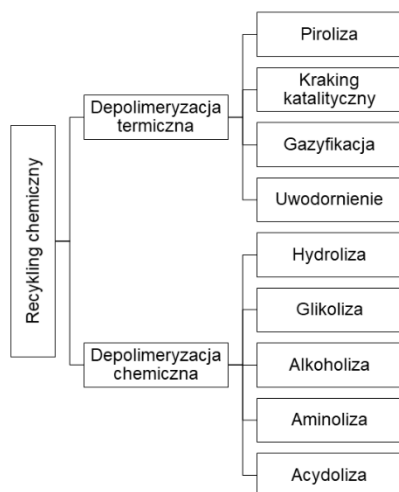 Recykling chemiczny
Depolimeryzacja
termiczna
Piroliza
Kraking
katalityczny
Gazyfikacja
Uwodornienie
Depolimeryzacja
chemiczna
Hydroliza
Glikoliza
Alkoholiza
Aminoliza
Acydoliza